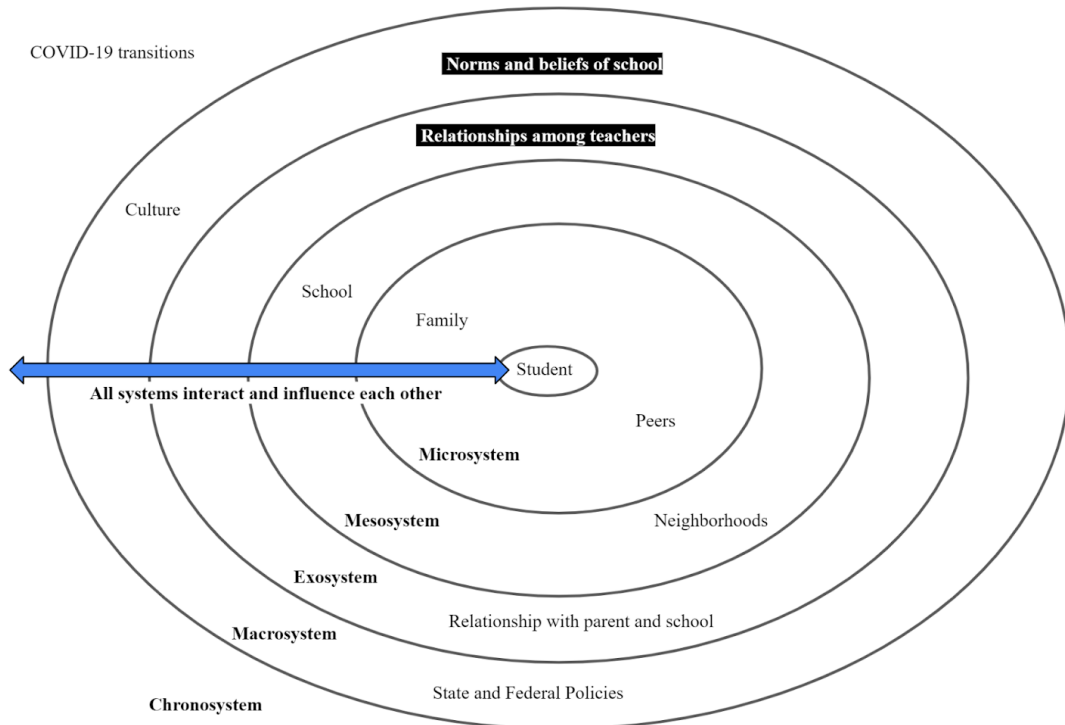 COVID-19 transitions
Norms and beliefs of school
Relationships among teachers
Culture
School
Family
Student
All systems interact and influence each other
Peers
Microsystem
Mesosystem
Neighborhoods
Exosystem
Relationship with parent and school
Macrosystem
State and Federal Policies
Chronosystem